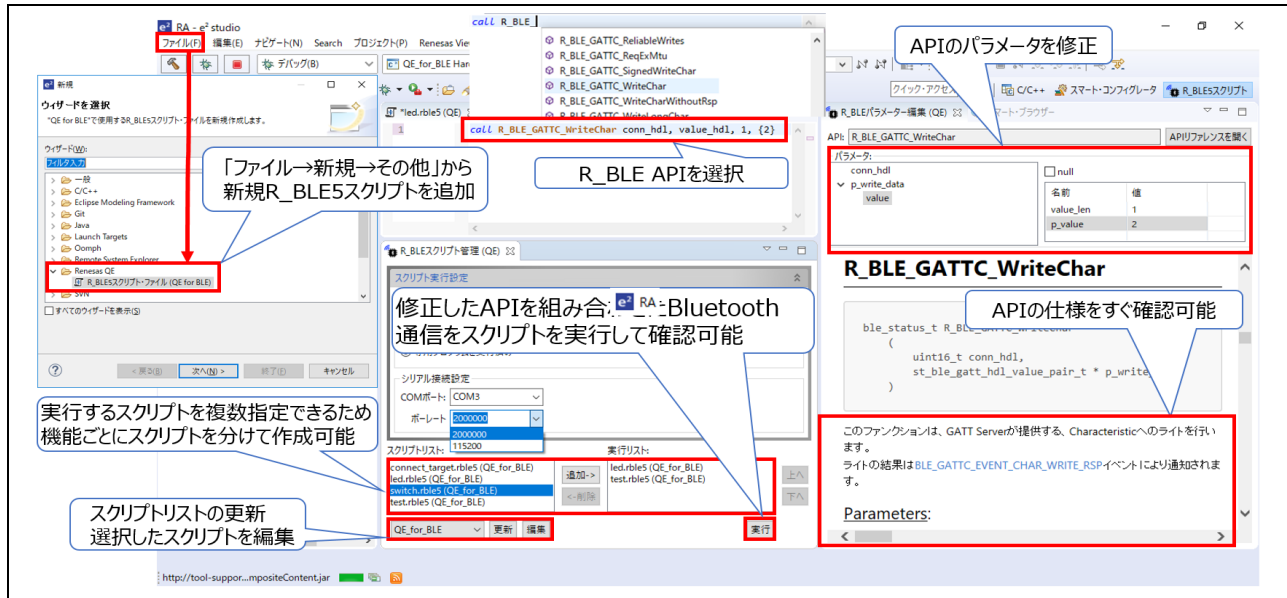 RA - e² studio
ファイル(F) 編集(E) ナビゲート(N) Search プロジェクト(P) Renesas Vie
デバッグ(B)
QE_for_BLE Har
call R_BLE_
R_BLE_GATTC_ReliableWrites
R_BLE_GATTC_ReqExMtu
R_BLE_GATTC_SignedWriteChar
R_BLE_GATTC_WriteChar
R_BLE_GATTC_WriteCharWithoutRsp
APIのパラメータを修正
クイック・アクセス
C/C++
スマート・コンフィグレータ
R_BLE5スクリプト
新規
ウィザードを選択
"QE for BLE"で使用するR_BLE5スクリプト・ファイルを新規作成します。
ウィザード(W):
フィルタ入力
一般
C/C++
Eclipse Modeling Framework
Git
Java
Launch Targets
Oomph
Remote System Explorer
Renesas QE
R_BLE5スクリプト・ファイル (QE for BLE)
SVN
すべてのウィザードを表示(S)
< 戻る(B)
次へ(N) >
終了(F)
キャンセル
「ファイル→新規→その他」から
新規R_BLE5スクリプトを追加
*led.rble5 (QE)
1
call R_BLE_GATTC_WriteChar conn_hdl, value_hdl, 1, {2}
R_BLE APIを選択
R_BLEパラメーター編集 (QE)
マート・ブラウザー
API: R_BLE_GATTC_WriteChar
APIリファレンスを開く
パラメータ:
conn_hdl
p_write_data
value
null
名前 値
value_len 1
p_value 2
R_BLE_GATTC_WriteChar
APIの仕様をすぐ確認可能
ble_status_t R_BLE_GATTC_WriteChar
(
uint16_t conn_hdl,
st_ble_gatt_hdl_value_pair_t * p_write_
)
このファンクションは、GATT Serverが提供する、Characteristicへのライトを行い
ます。
ライトの結果はBLE_GATTC_EVENT_CHAR_WRITE_RSPイベントにより通知されま
す。
Parameters:
R_BLEスクリプト管理 (QE)
スクリプト実行設定
RA
修正したAPIを組み合わせたBluetooth
通信をスクリプトを実行して確認可能
シリアル接続設定
COMポート: COM3
ボーレート 2000000
2000000
115200
スクリプトリスト:
connect_target.rble5 (QE_for_BLE)
led.rble5 (QE_for_BLE)
switch.rble5 (QE_for_BLE)
test.rble5 (QE_for_BLE)
追加->
<-削除
実行リスト:
led.rble5 (QE_for_BLE)
test.rble5 (QE_for_BLE)
上へ
下へ
QE_for_BLE
更新
編集
実行
実行するスクリプトを複数指定できるため
機能ごとにスクリプトを分けて作成可能
スクリプトリストの更新
選択したスクリプトを編集
http://tool-suppor...mpositeContent.jar